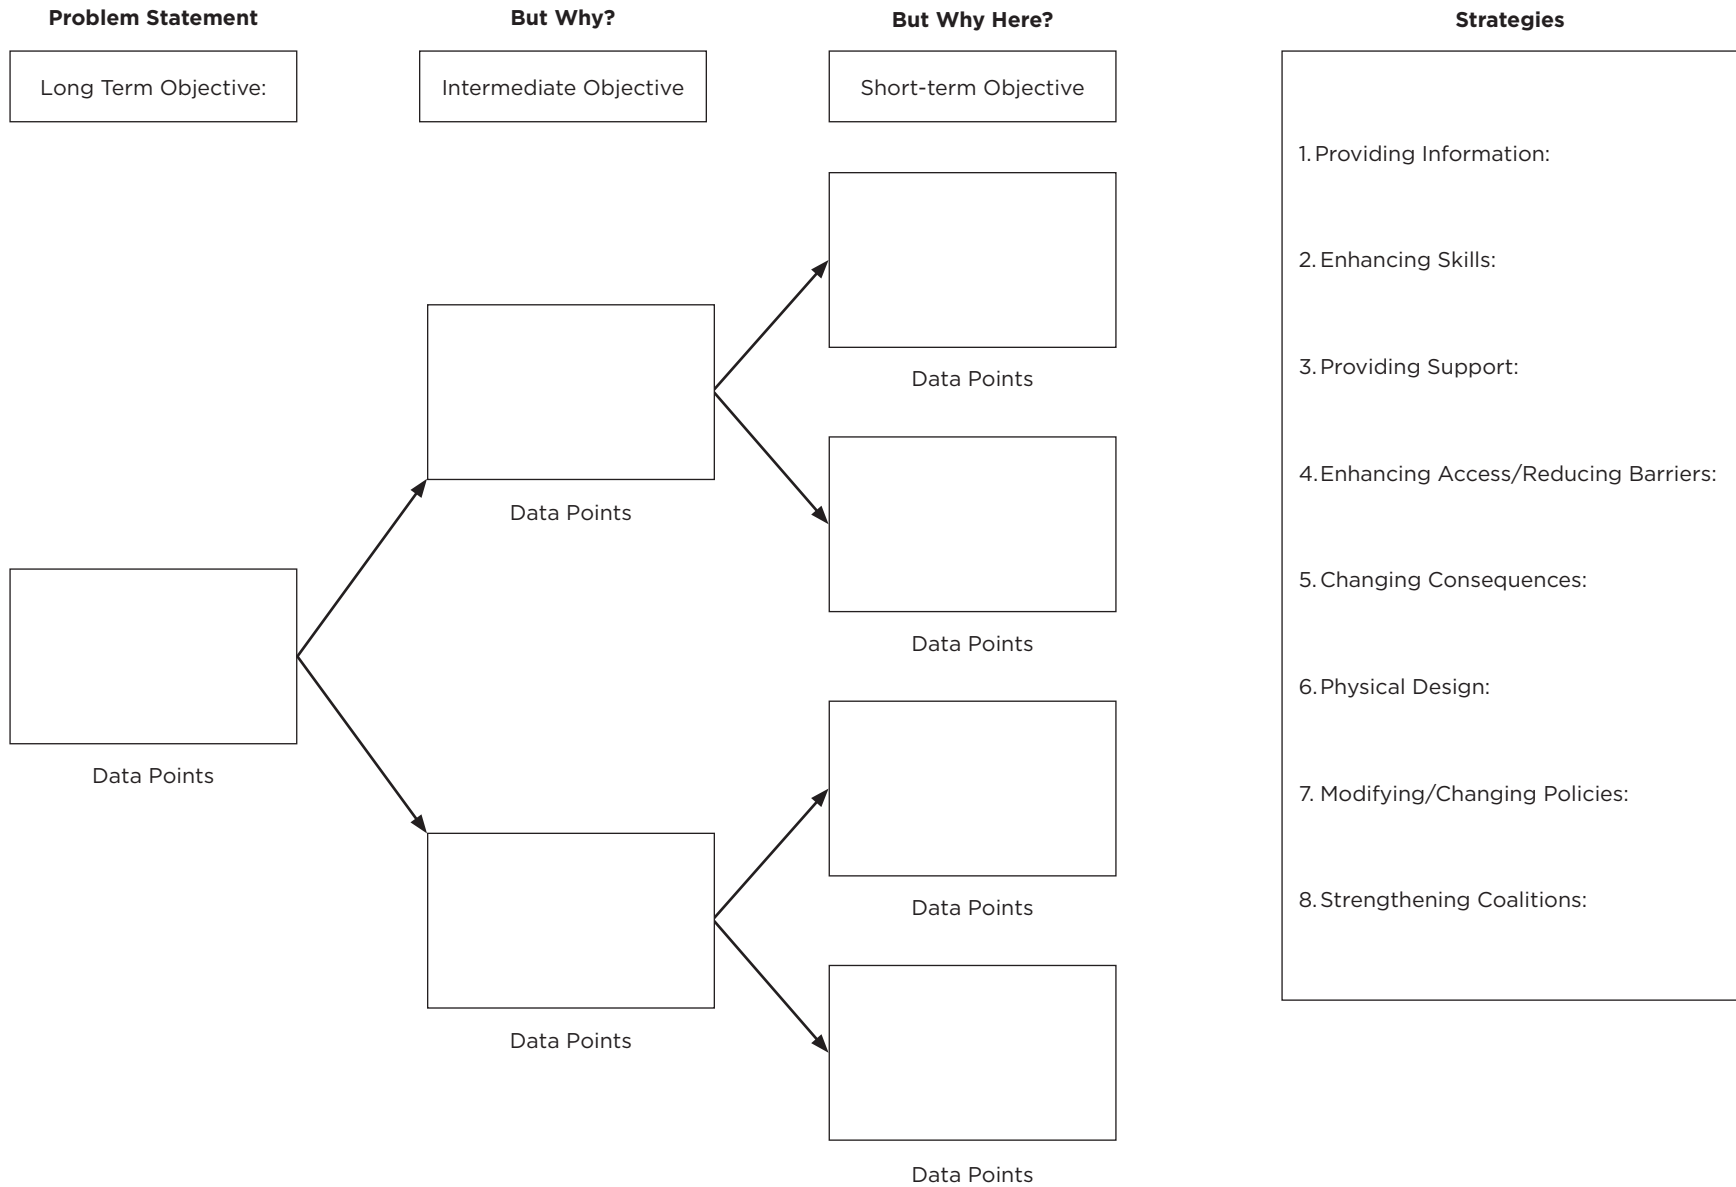 Problem Statement
But Why?
But Why Here?
Strategies
Long Term Objective:
Intermediate Objective
Short-term Objective
Data Points
Data Points
Data Points
Data Points
Data Points
Data Points
Data Points
1. Providing Information:
2. Enhancing Skills:
3. Providing Support:
4. Enhancing Access/Reducing Barriers:
5. Changing Consequences:
6. Physical Design:
7. Modifying/Changing Policies:
8. Strengthening Coalitions: